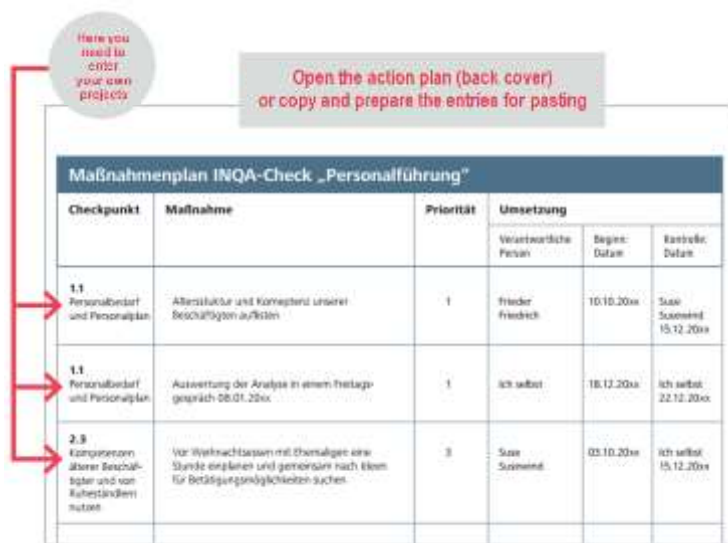 Here you
need to
enter
your own
projects
Open the action plan (back cover)
or copy and prepare the entries for pasting
Maßnahmenplan INQA-Check „Personalführung“
Checkpunkt Maßnahme Priorität Umsetzung
Verantwortliche Person Beginn: Datum Kontrolle: Datum
1.1
Personalbedarf und Personalplan
Altersstruktur und Kompetenz unserer
Beschäftigten auflisten
1
Frieder
Friedrich
10.10.20xx
Suse
Susewind
15.12.20xx
1.1
Personalbedarf und Personalplan
Auswertung der Analyse in einem Freitags-
gespräch 08.01.20xx
1
Ich selbst
18.12.20xx
Ich selbst
22.12.20xx
2.3
Kompetenzen
älterer Beschäf-
tigter und von
Ruheständlern
nutzen
Vor Weihnachtsessen mit Ehemaligen eine
Stunde einplanen und gemeinsam nach Ideen
für Betätigungsmöglichkeiten suchen
3
Suse
Susewind
03.10.20xx
Ich selbst
15.12.20xx